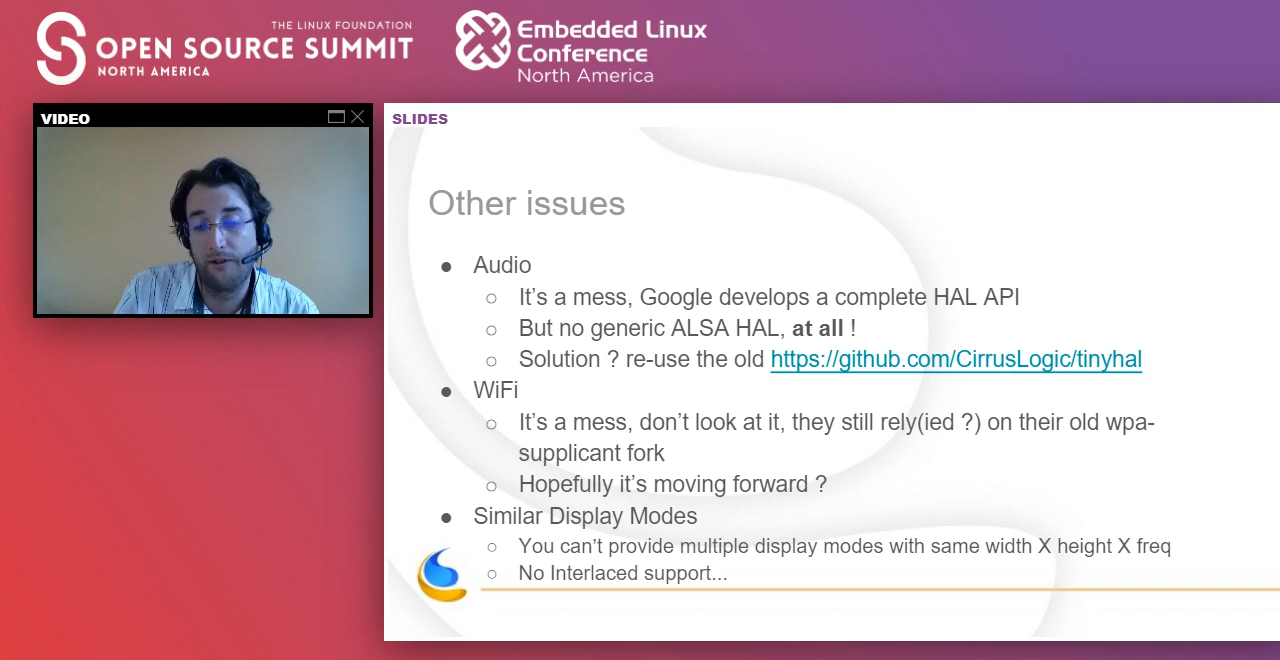 THE LINUX FOUNDATION
OPEN SOURCE SUMMIT
NORTH AMERICA
Embedded Linux
Conference
North America
VIDEO
SLIDES
Other issues
● Audio
○ It's a mess, Google develops a complete HAL API
○ But no generic ALSA HAL, at all !
○ Solution ? re-use the old https://github.com/CirrusLogic/tinyhal
● WiFi
○ It's a mess, don't look at it, they still rely(ied ?) on their old wpa-
supplicant fork
○ Hopefully it's moving forward ?
● Similar Display Modes
○ You can't provide multiple display modes with same width X height X freq
○ No Interlaced support...